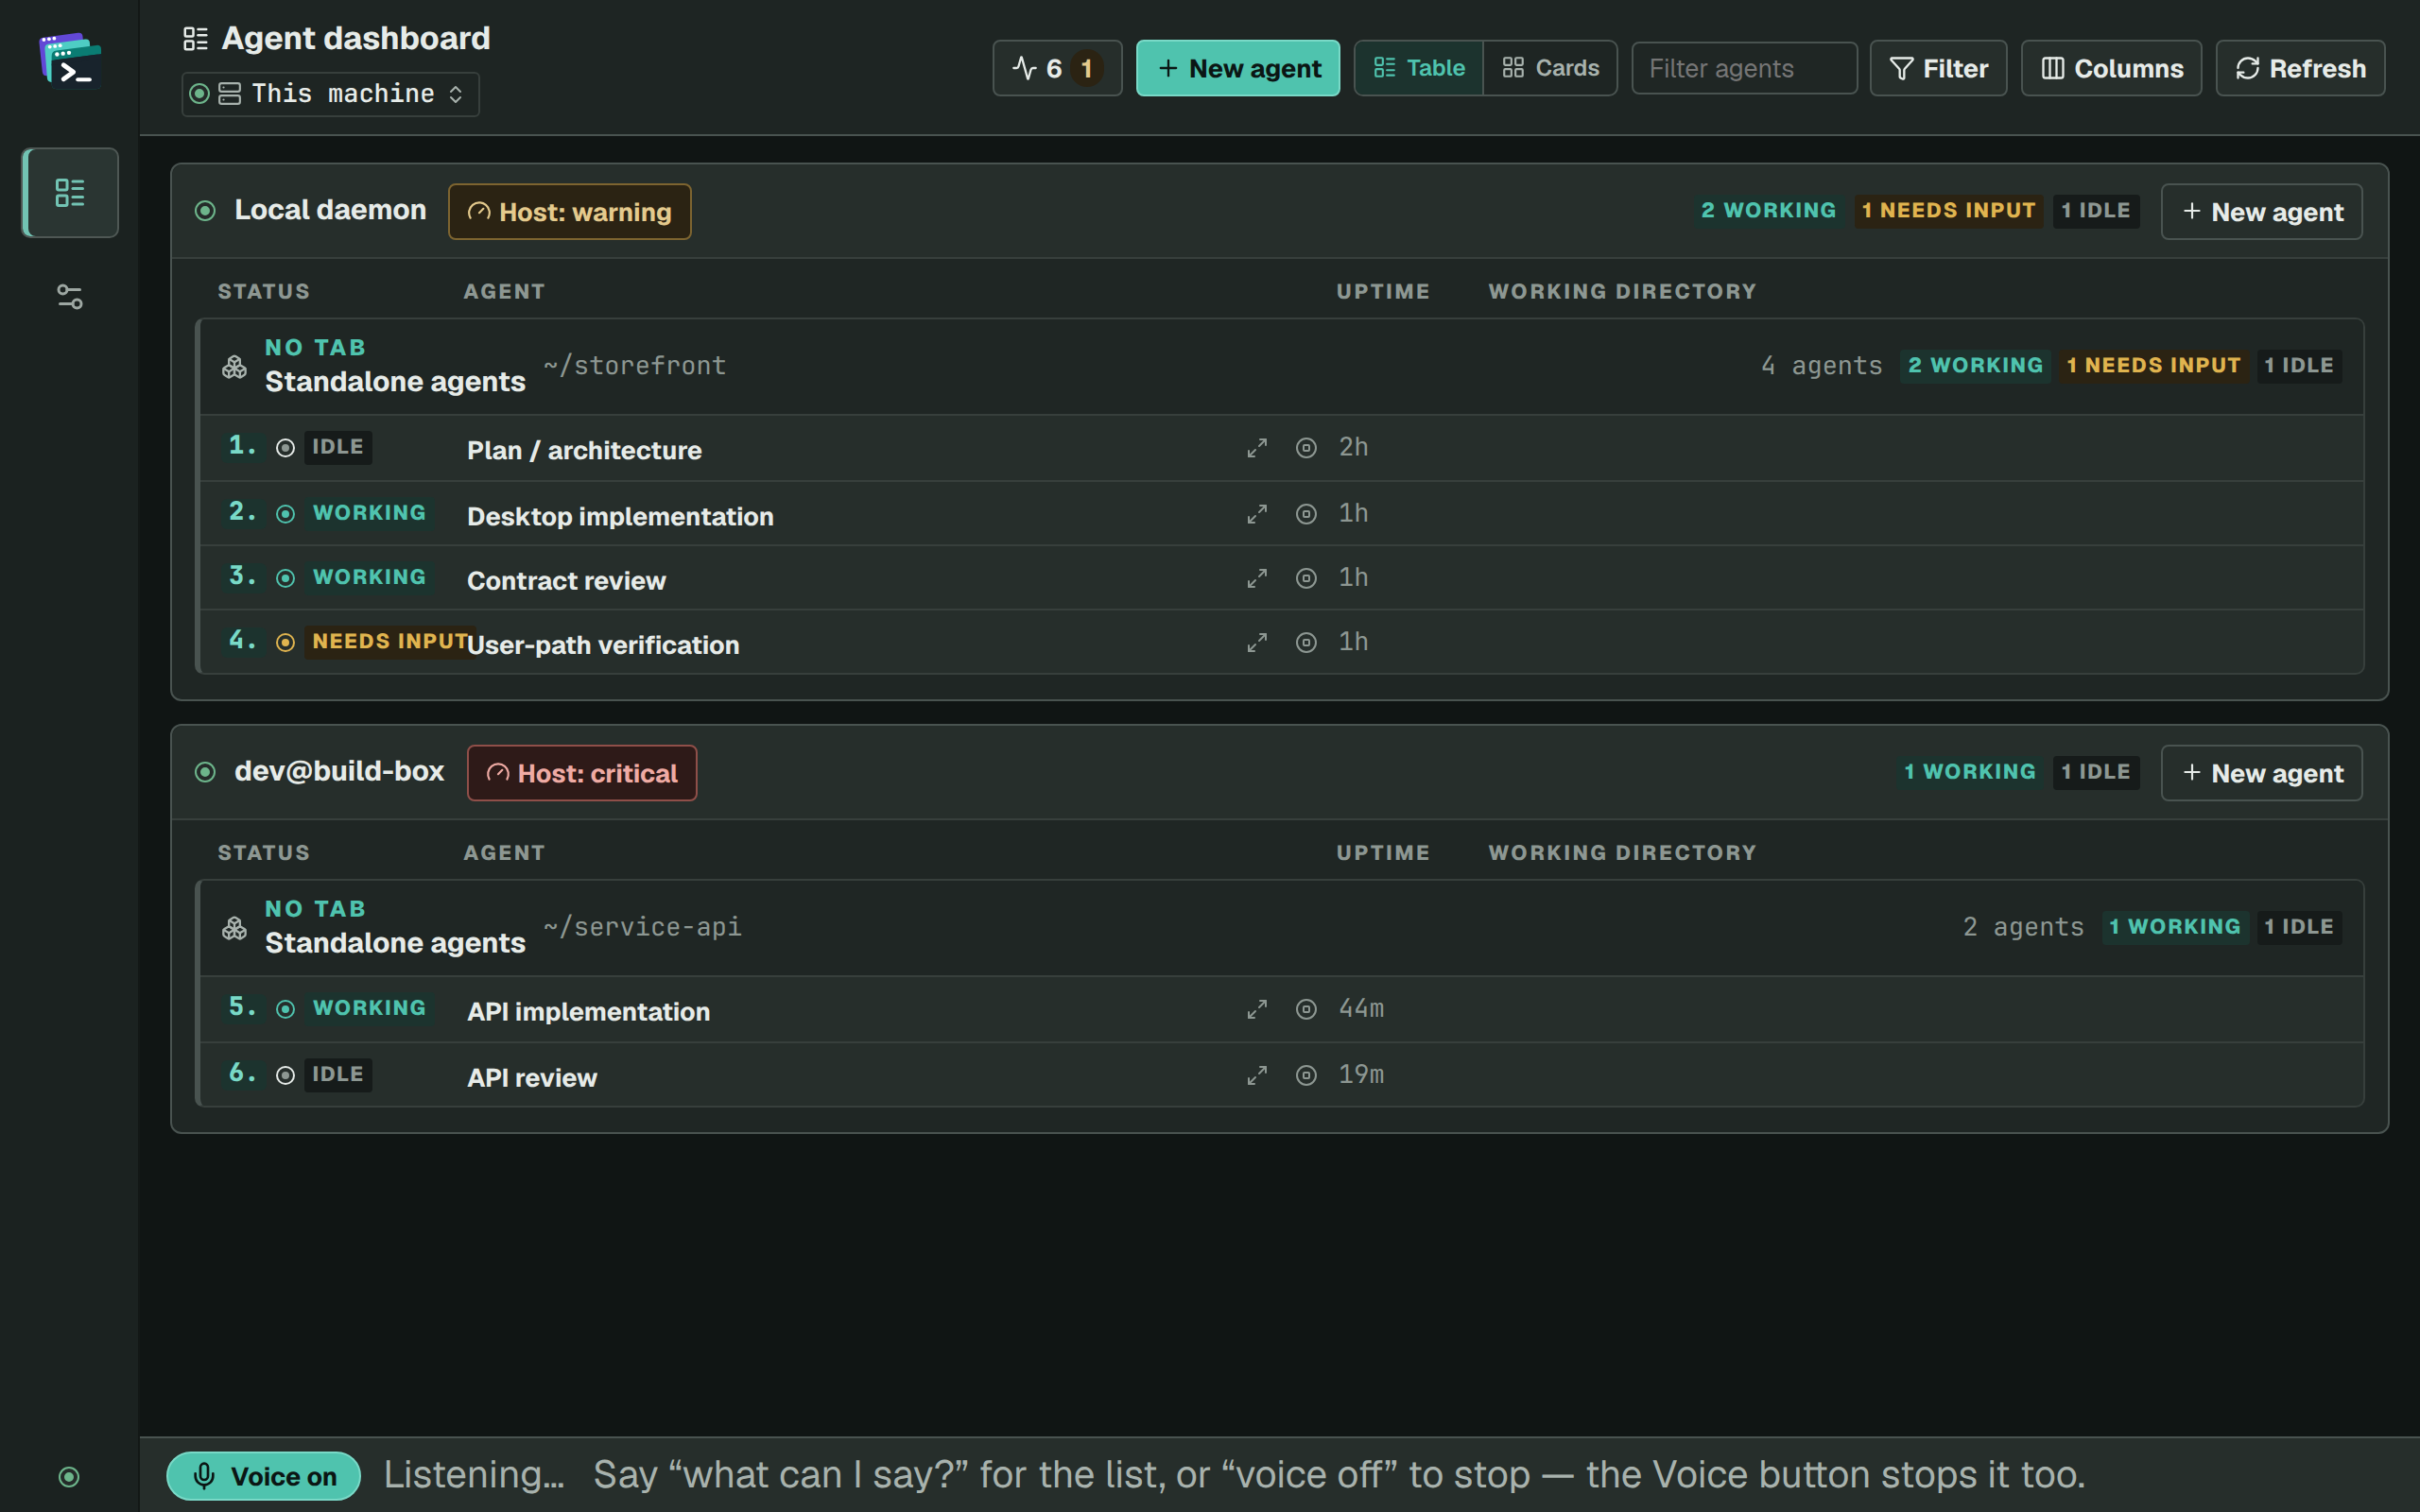 Agent dashboard
This machine
6 1
New agent
Table
Cards
Filter agents
Filter
Columns
Refresh
Local daemon
Host: warning
2 WORKING 1 NEEDS INPUT 1 IDLE
New agent
STATUS AGENT UPTIME WORKING DIRECTORY
NO TAB
Standalone agents ~/storefront
4 agents 2 WORKING 1 NEEDS INPUT 1 IDLE
1. IDLE Plan / architecture 2h
2. WORKING Desktop implementation 1h
3. WORKING Contract review 1h
4. NEEDS INPUT User-path verification 1h
dev@build-box
Host: critical
1 WORKING 1 IDLE
New agent
STATUS AGENT UPTIME WORKING DIRECTORY
NO TAB
Standalone agents ~/service-api
2 agents 1 WORKING 1 IDLE
5. WORKING API implementation 44m
6. IDLE API review 19m
Voice on
Listening… Say “what can I say?” for the list, or “voice off” to stop — the Voice button stops it too.